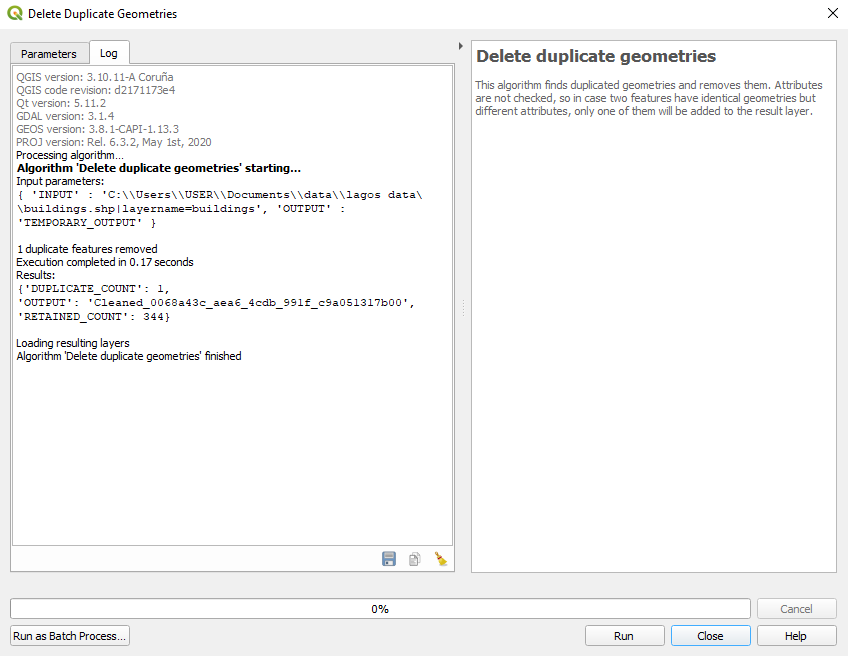 Delete Duplicate Geometries
Parameters
Log
QGIS version: 3.10.11-A Coruña
QGIS code revision: d2171173e4
Qt version: 5.11.2
GDAL version: 3.1.4
GEOS version: 3.8.1-CAPI-1.13.3
PROJ version: Rel. 6.3.2, May 1st, 2020
Processing algorithm…
Algorithm 'Delete duplicate geometries' starting…
Input parameters:
{ 'INPUT' : 'C:\\Users\\USER\\Documents\\data\\lagos data\
\buildings.shp|layername=buildings', 'OUTPUT' :
'TEMPORARY_OUTPUT' }
1 duplicate features removed
Execution completed in 0.17 seconds
Results:
{'DUPLICATE_COUNT': 1,
'OUTPUT': 'Cleaned_0068a43c_aea6_4cdb_991f_c9a051317b00',
'RETAINED_COUNT': 344}
Loading resulting layers
Algorithm 'Delete duplicate geometries' finished
Delete duplicate geometries
This algorithm finds duplicated geometries and removes them. Attributes
are not checked, so in case two features have identical geometries but
different attributes, only one of them will be added to the result layer.
0%
Cancel
Run as Batch Process…
Run
Close
Help